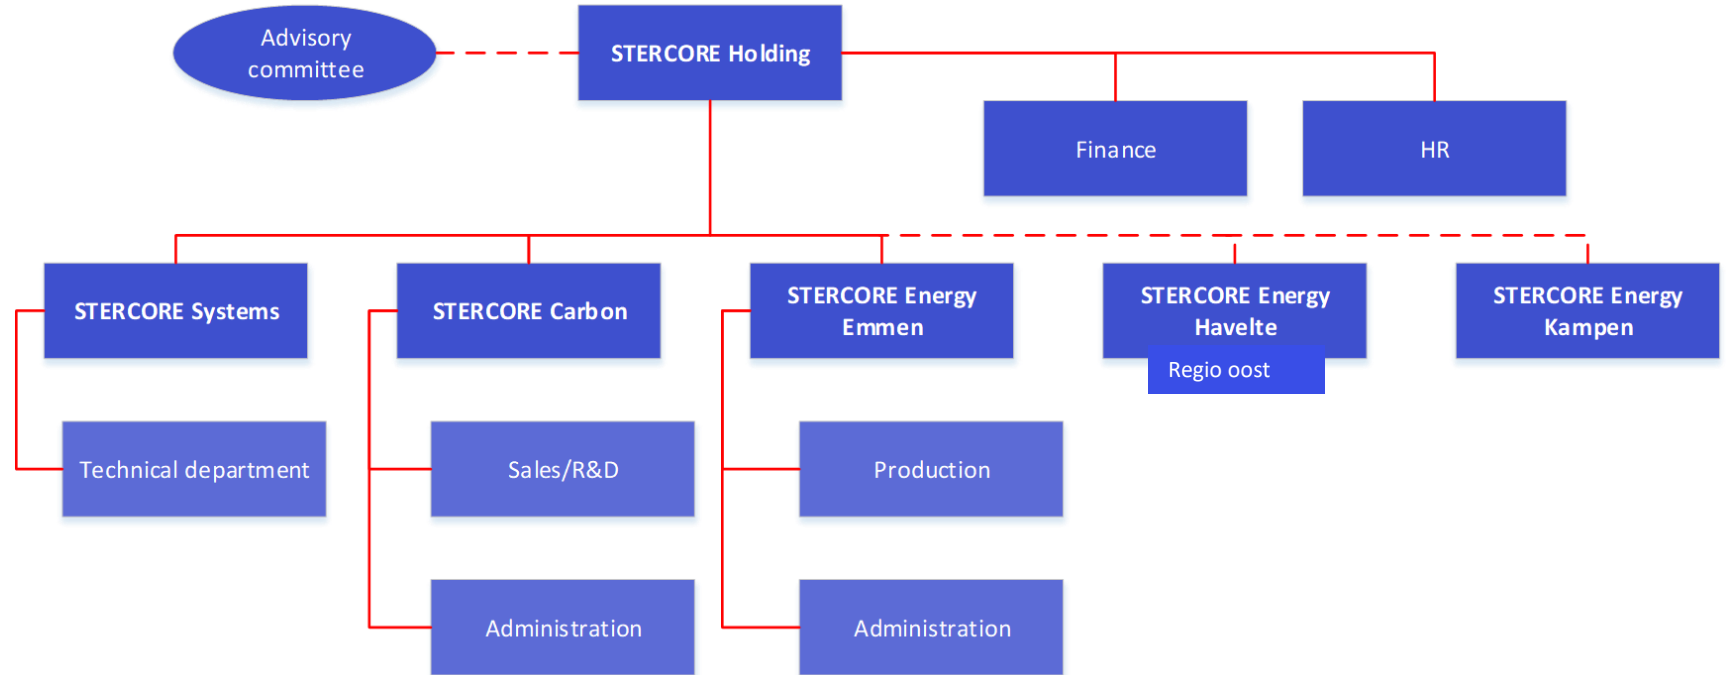 Advisory
committee
STERCORE Holding
Finance
HR
STERCORE Systems
STERCORE Carbon
STERCORE Energy
Emmen
STERCORE Energy
Havelte
Regio oost
STERCORE Energy
Kampen
Technical department
Sales/R&D
Production
Administration
Administration